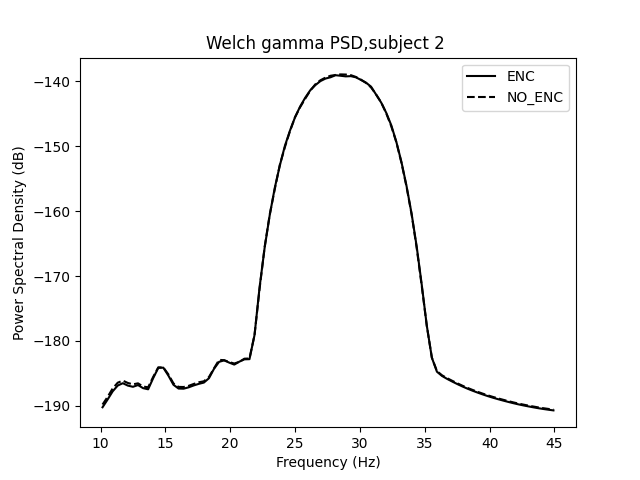 Welch gamma PSD,subject 2
ENC
NO_ENC
Power Spectral Density (dB)
−140
−150
−160
−170
−180
−190
10 15 20 25 30 35 40 45
Frequency (Hz)